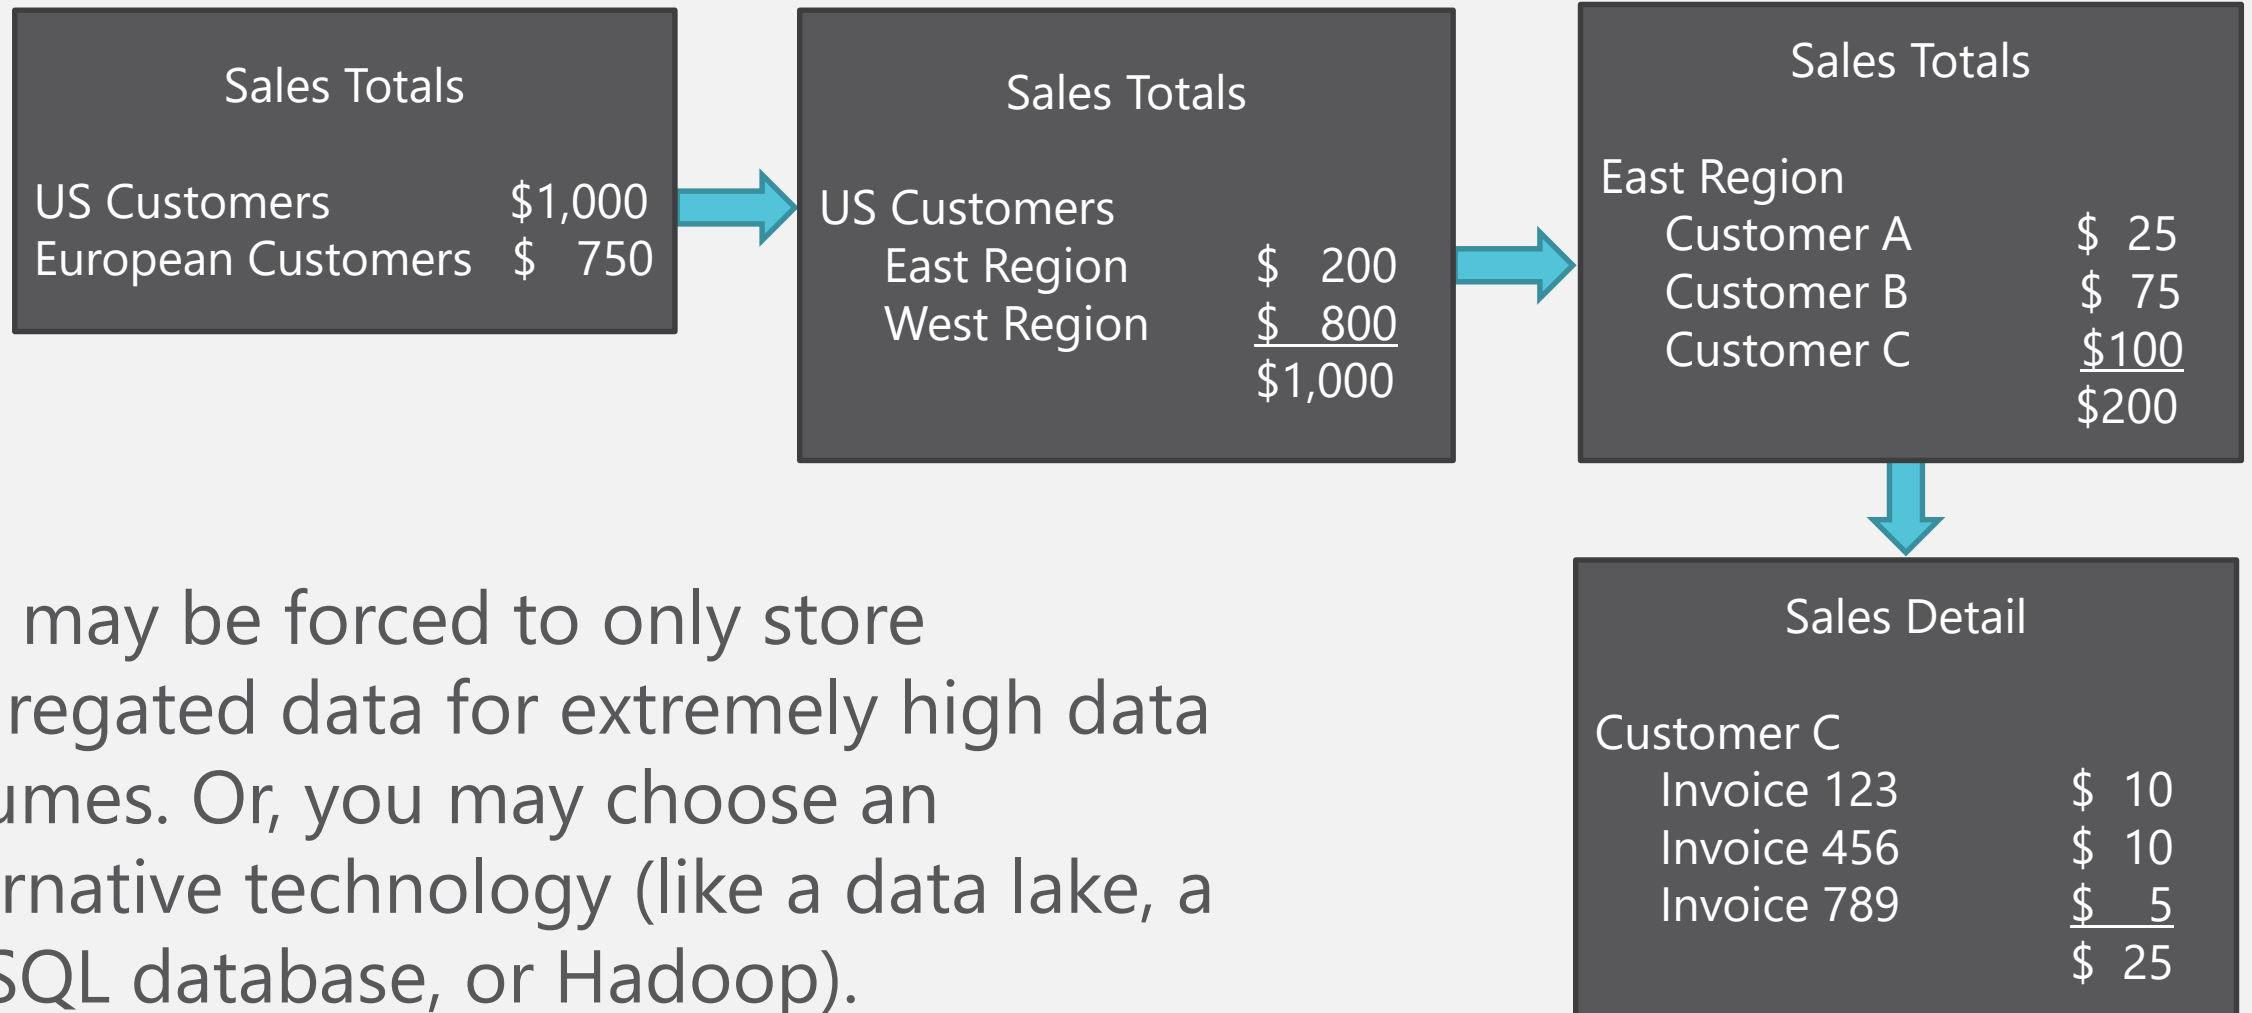 Sales Totals
US Customers $1,000
European Customers $ 750
Sales Totals
US Customers
East Region $ 200
West Region $ 800
$1,000
Sales Totals
East Region
Customer A $ 25
Customer B $ 75
Customer C $100
$200
may be forced to only store
regated data for extremely high data
umes. Or, you may choose an
rnative technology (like a data lake, a
SQL database, or Hadoop).
Sales Detail
Customer C
Invoice 123 $ 10
Invoice 456 $ 10
Invoice 789 $ 5
$ 25